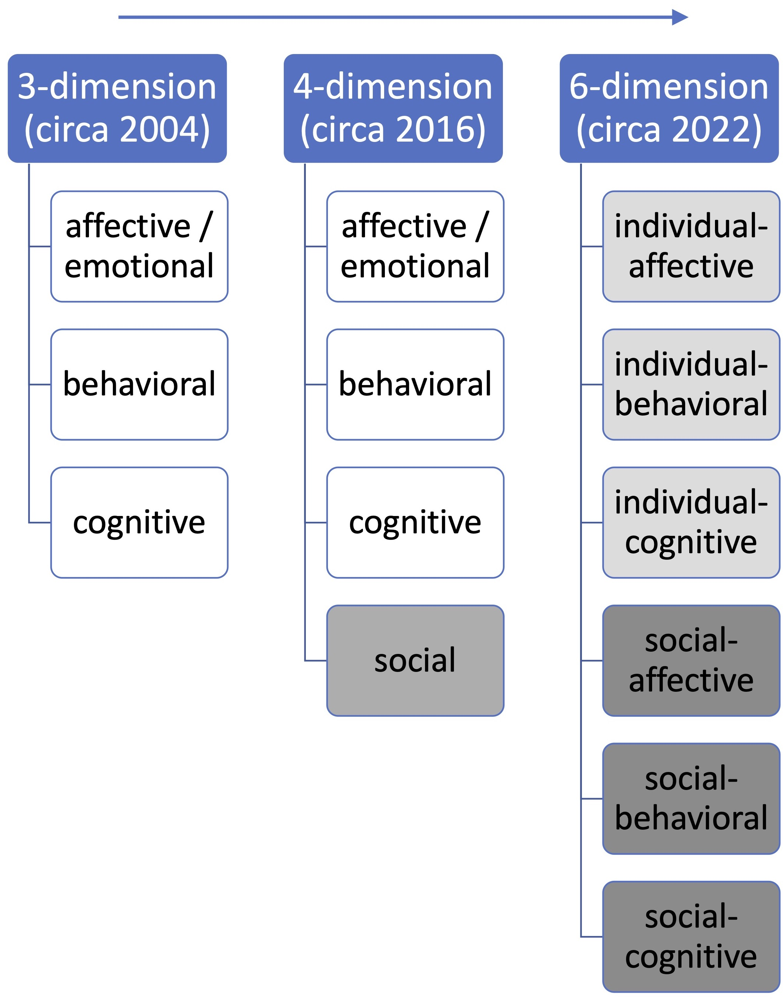 3-dimension
(circa 2004)
affective /
emotional
behavioral
cognitive
4-dimension
(circa 2016)
affective /
emotional
behavioral
cognitive
social
6-dimension
(circa 2022)
individual-
affective
individual-
behavioral
individual-
cognitive
social-
affective
social-
behavioral
social-
cognitive